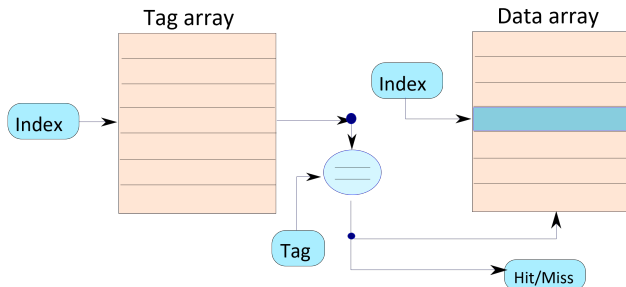 Tag array
Data array
Index
Index
Tag
Hit/Miss